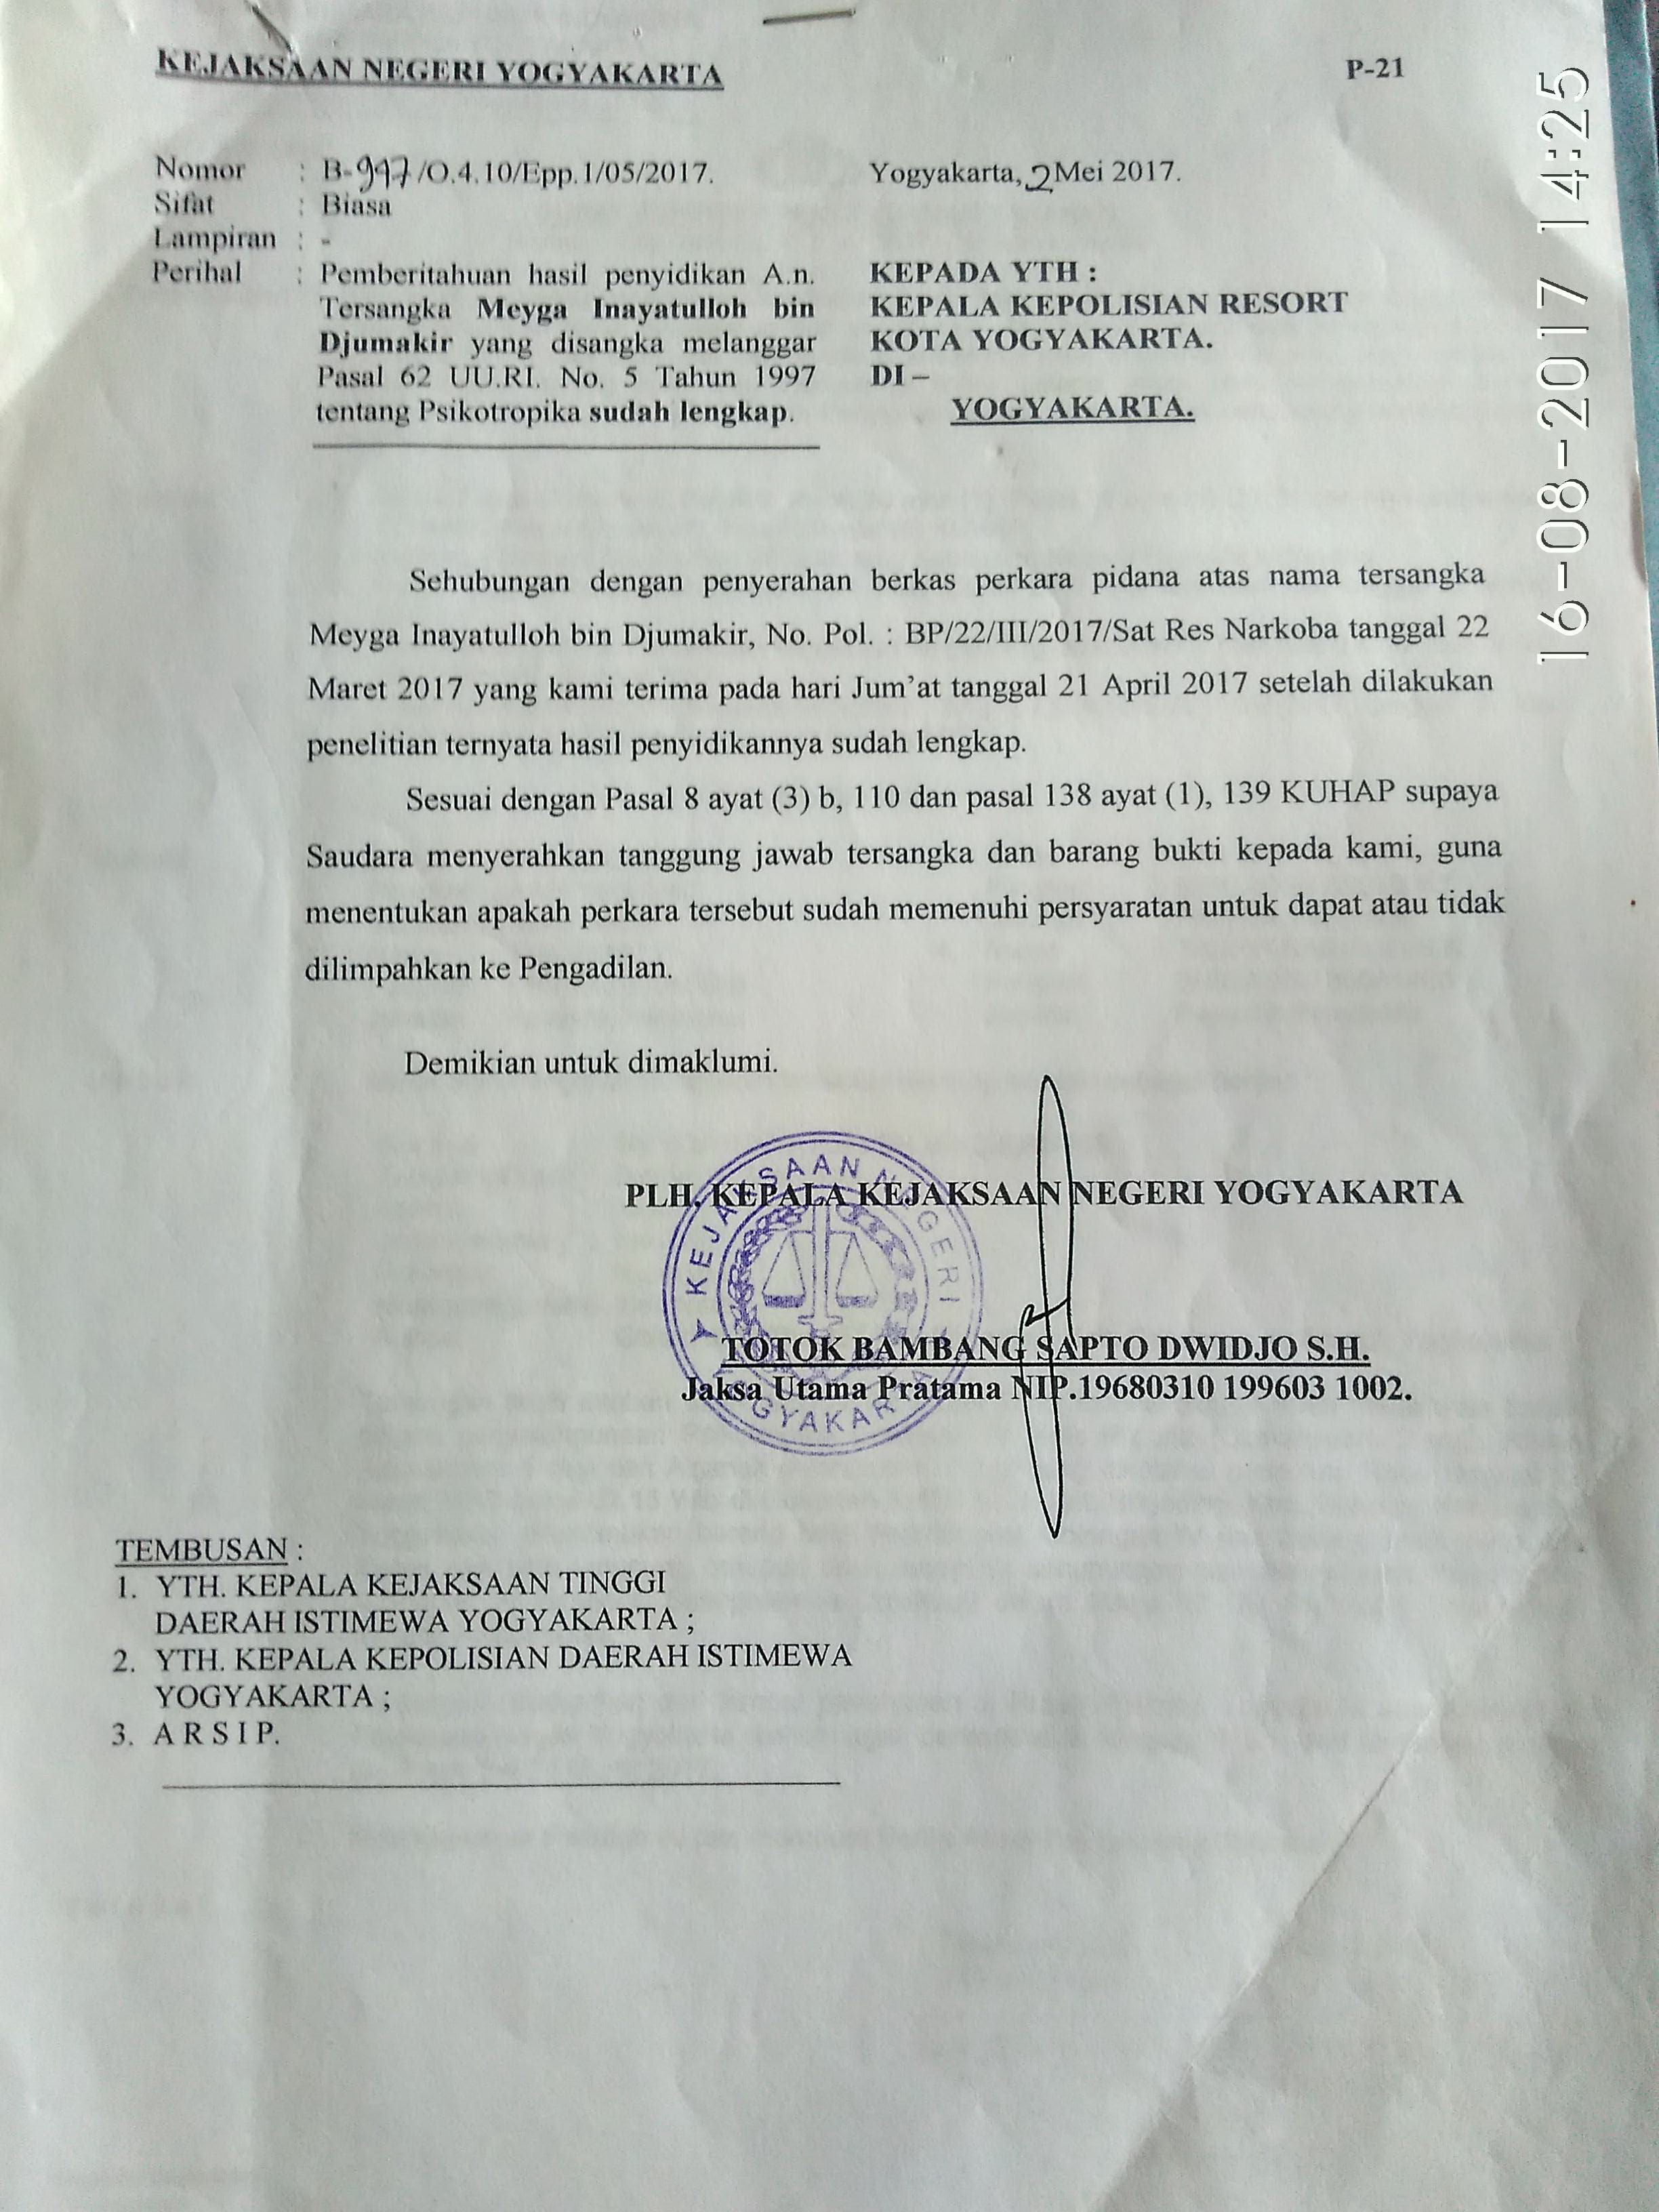 KEJAKSAAN NEGERI YOGYAKARTA
P-21
Nomor : B-947/O.4.10/Epp.1/05/2017.
Yogyakarta, 2 Mei 2017.
Sifat : Biasa
Lampiran : -
Perihal : Pemberitahuan hasil penyidikan A.n.
Tersangka Meyga Inayatulloh bin
Djumakir yang disangka melanggar
Pasal 62 UU.RI. No. 5 Tahun 1997
tentang Psikotropika sudah lengkap.
KEPADA YTH :
KEPALA KEPOLISIAN RESORT
KOTA YOGYAKARTA.
DI –
YOGYAKARTA.
Sehubungan dengan penyerahan berkas perkara pidana atas nama tersangka
Meyga Inayatulloh bin Djumakir, No. Pol. : BP/22/III/2017/Sat Res Narkoba tanggal 22
Maret 2017 yang kami terima pada hari Jum'at tanggal 21 April 2017 setelah dilakukan
penelitian ternyata hasil penyidikannya sudah lengkap.
Sesuai dengan Pasal 8 ayat (3) b, 110 dan pasal 138 ayat (1), 139 KUHAP supaya
Saudara menyerahkan tanggung jawab tersangka dan barang bukti kepada kami, guna
menentukan apakah perkara tersebut sudah memenuhi persyaratan untuk dapat atau tidak
dilimpahkan ke Pengadilan.
Demikian untuk dimaklumi.
PLH. KEPALA KEJAKSAAN NEGERI YOGYAKARTA
KEJAKSAAN NEGERI
YOGYAKARTA
TOTOK BAMBANG SAPTO DWIDJO S.H.
Jaksa Utama Pratama NIP.19680310 199603 1002.
TEMBUSAN :
1. YTH. KEPALA KEJAKSAAN TINGGI
DAERAH ISTIMEWA YOGYAKARTA ;
2. YTH. KEPALA KEPOLISIAN DAERAH ISTIMEWA
YOGYAKARTA ;
3. A R S I P.
16-08-2017 14:25